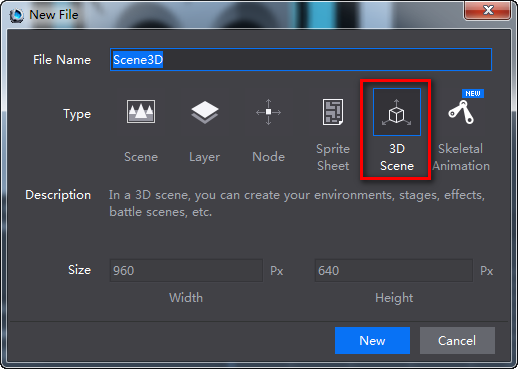 New File
File Name
Scene3D
Type
NEW
Scene
Layer
Node
Sprite
Sheet
3D
Scene
Skeletal
Animation
Description
In a 3D scene, you can create your environments, stages, effects,
battle scenes, etc.
Size
960
Px
640
Px
Width
Height
New
Cancel